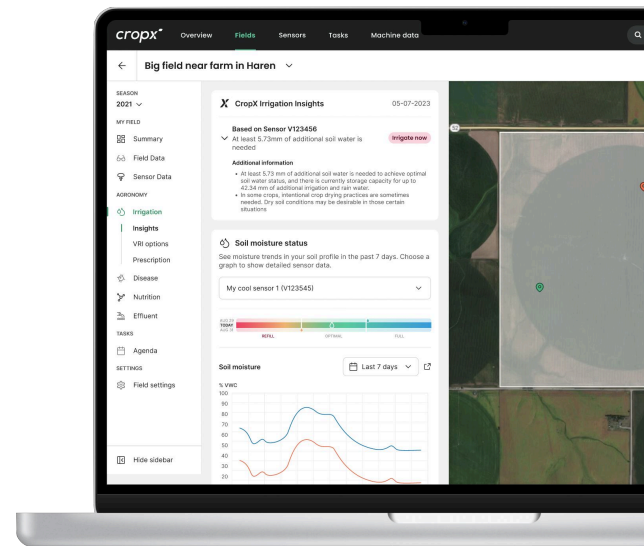 cropx
Overview
Fields
Sensors
Tasks
Machine data
Big field near farm in Haren
SEASON
2021
MY FIELD
Summary
Field Data
Sensor Data
AGRONOMY
Irrigation
Insights
VRI options
Prescription
Disease
Nutrition
Effluent
TASKS
Agenda
SETTINGS
Field settings
Hide sidebar
X CropX Irrigation Insights
05-07-2023
Based on Sensor V123456
At least 5.73mm of additional soil water is
needed
Irrigate now
Additional information
• At least 5.73 mm of additional soil water is needed to achieve optimal
soil water status, and there is currently storage capacity for up to
42.34 mm of additional irrigation and rain water.
• In some crops, intentional crop drying practices are sometimes
needed. Dry soil conditions may be desirable in those certain
situations
Soil moisture status
See moisture trends in your soil profile in the past 7 days. Choose a
graph to show detailed sensor data.
My cool sensor 1 (V123545)
TODAY
REFILL
OPTIMAL
FULL
Soil moisture
Last 7 days
% VWC
100
90
80
70
60
50
40
30
20